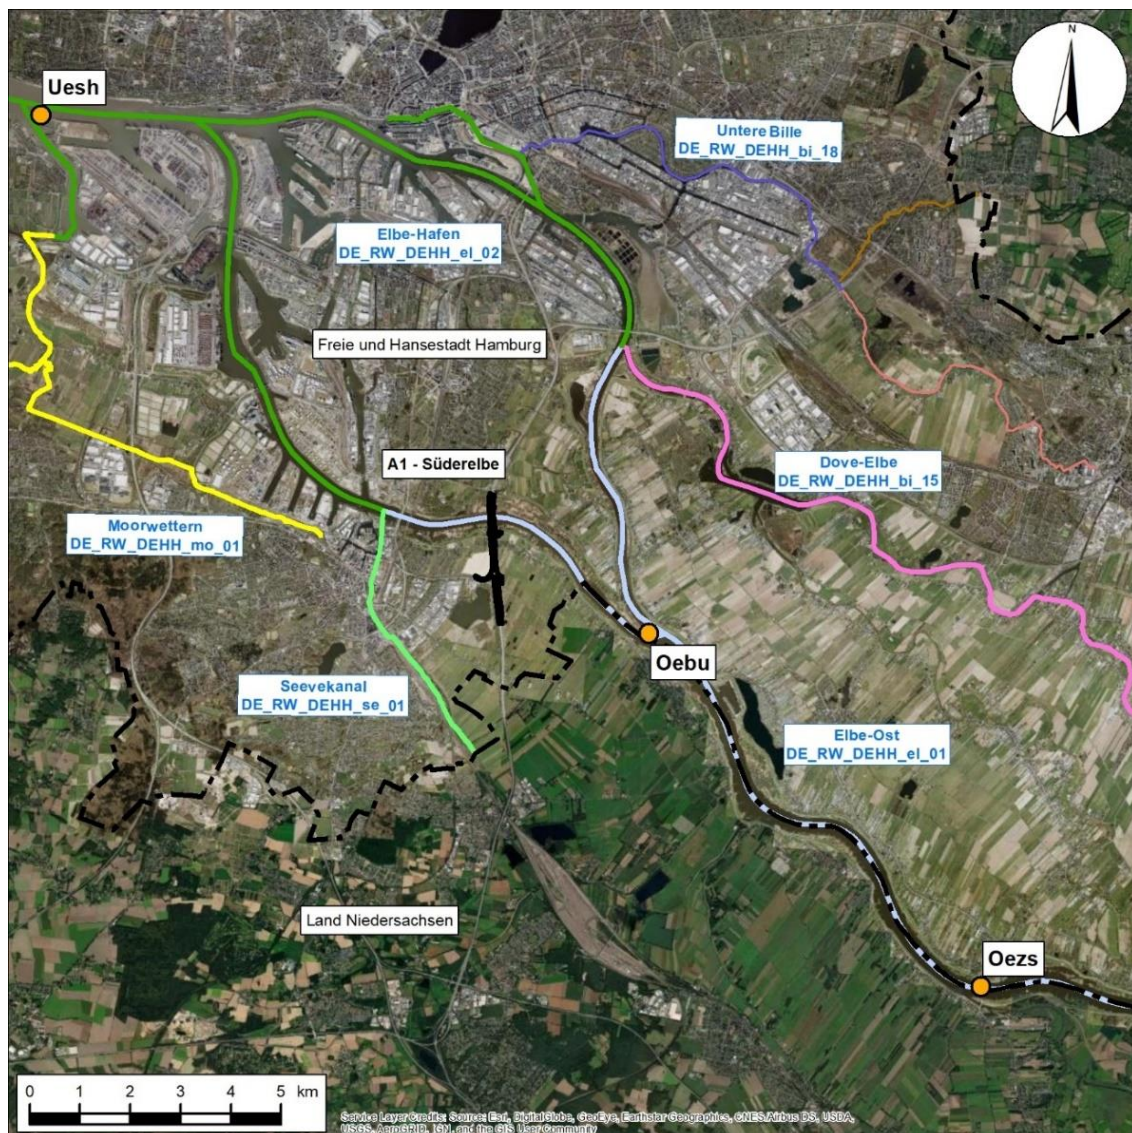 N
Uesh
Untere Bille
DE_RW_DEHH_bi_18
Elbe-Hafen
DE_RW_DEHH_el_02
Freie und Hansestadt Hamburg
A1 - Süderelbe
Dove-Elbe
DE_RW_DEHH_bi_15
Moorwettern
DE_RW_DEHH_mo_01
Oebu
Seevekanal
DE_RW_DEHH_se_01
Elbe-Ost
DE_RW_DEHH_el_01
Land Niedersachsen
Oezs
0 1 2 3 4 5 km
Service Layer Credits: Source: Esri, DigitalGlobe, GeoEye, Earthstar Geographics, CNES/Airbus DS, USDA,
USGS, AeroGRID, IGN, and the GIS User Community